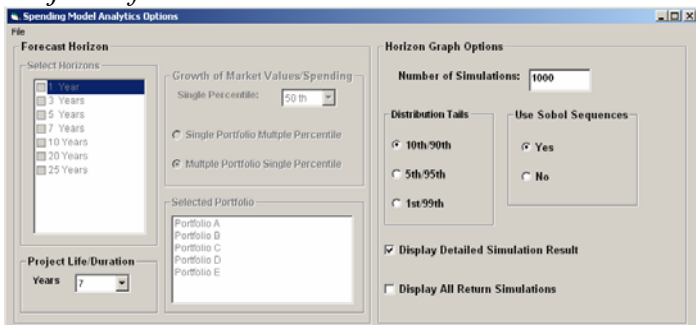 Spending Model Analytics Options
File
Forecast Horizon
Select Horizons
1 Year
3 Years
5 Years
7 Years
10 Years
20 Years
25 Years
Growth of Market Values/Spending
Single Percentile: 50 th
Single Portfolio Multple Percentile
Multple Portfolio Single Percentile
Selected Portfolio
Portfolio A
Portfolio B
Portfolio C
Portfolio D
Portfolio E
Project Life/Duration
Years 7
Horizon Graph Options
Number of Simulations: 1000
Distribution Tails
10th/90th
5th/95th
1st/99th
Use Sobol Sequences
Yes
No
Display Detailed Simulation Result
Display All Return Simulations